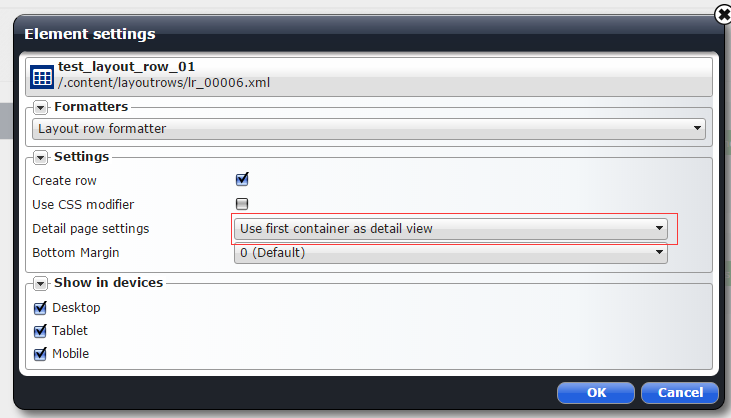 Element settings
test_layout_row_01
/.content/layoutrows/lr_00006.xml
Formatters
Layout row formatter
Settings
Create row
Use CSS modifier
Detail page settings Use first container as detail view
Bottom Margin 0 (Default)
Show in devices
Desktop
Tablet
Mobile
OK Cancel